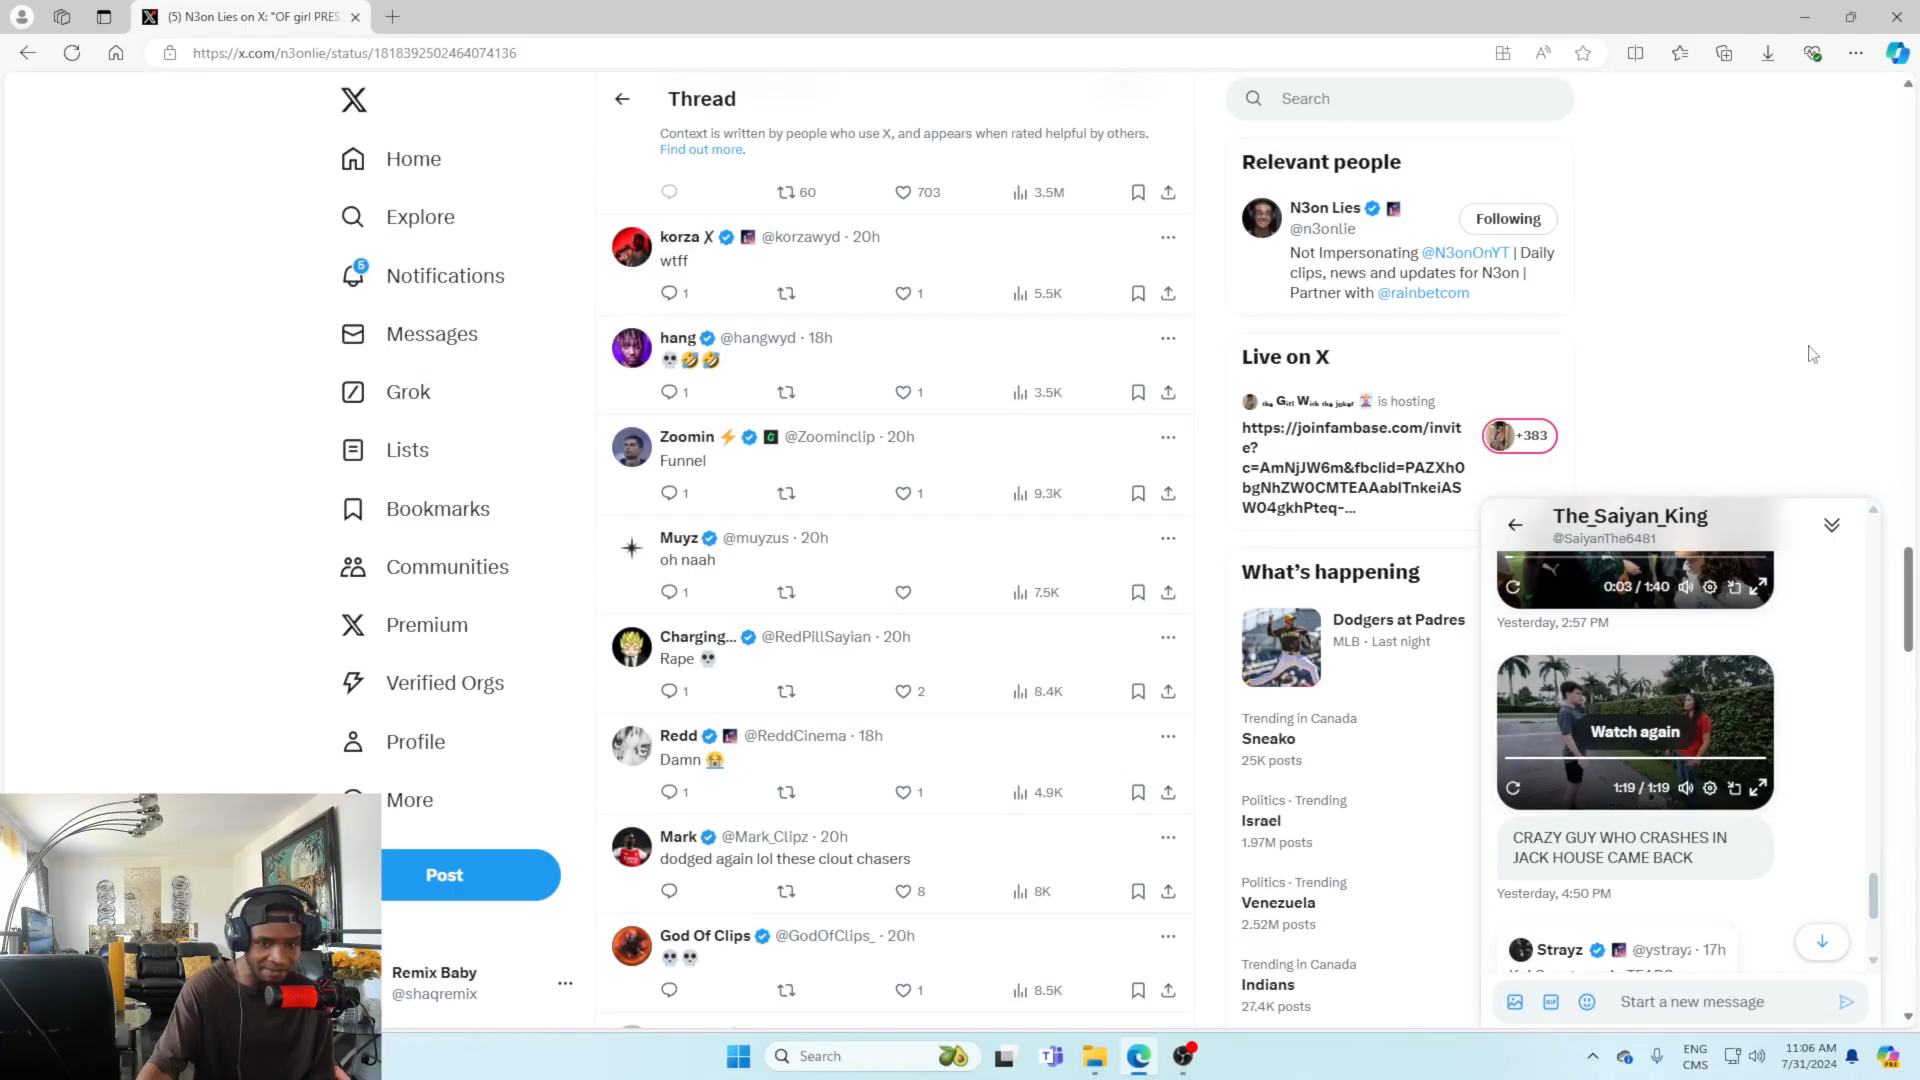 (5) N3on Lies on X: "OF girl PRES
https://x.com/n3onlie/status/1818392502464074136
Home
Explore
5
Notifications
Messages
Grok
Lists
Bookmarks
Communities
Premium
Verified Orgs
Profile
More
Post
Remix Baby
@shaqremix
Thread
Context is written by people who use X, and appears when rated helpful by others.
Find out more.
60 703 3.5M
korza X @korzawyd · 20h
wtff
1 1 5.5K
hang @hangwyd · 18h
💀🤣🤣
1 1 3.5K
Zoomin ⚡ @Zoominclip · 20h
Funnel
1 1 9.3K
Muyz @muyzus · 20h
oh naah
1 7.5K
Charging... @RedPillSayian · 20h
Rape 💀
1 2 8.4K
Redd @ReddCinema · 18h
Damn 😭
1 1 4.9K
Mark @Mark_Clipz · 20h
dodged again lol these clout chasers
8 8K
God Of Clips @GodOfClips_ · 20h
💀💀
1 8.5K
Search
Relevant people
N3on Lies
@n3onlie
Following
Not Impersonating @N3onOnYT | Daily
clips, news and updates for N3on |
Partner with @rainbetcom
Live on X
the Girl With the joker 🃏 is hosting
https://joinfambase.com/invit
e?
c=AmNjJW6m&fbclid=PAZXh0
bgNhZW0CMTEAAabITnkeiAS
W04gkhPteq-...
+383
What's happening
Dodgers at Padres
MLB · Last night
Trending in Canada
Sneako
25K posts
Politics · Trending
Israel
1.97M posts
Politics · Trending
Venezuela
2.52M posts
Trending in Canada
Indians
27.4K posts
The_Saiyan_King
@SaiyanThe6481
0:03 / 1:40
Yesterday, 2:57 PM
Watch again
1:19 / 1:19
CRAZY GUY WHO CRASHES IN
JACK HOUSE CAME BACK
Yesterday, 4:50 PM
Strayz @ystrayz · 17h
GIF
Start a new message
Search
ENG
CMS
11:06 AM
7/31/2024
PRE